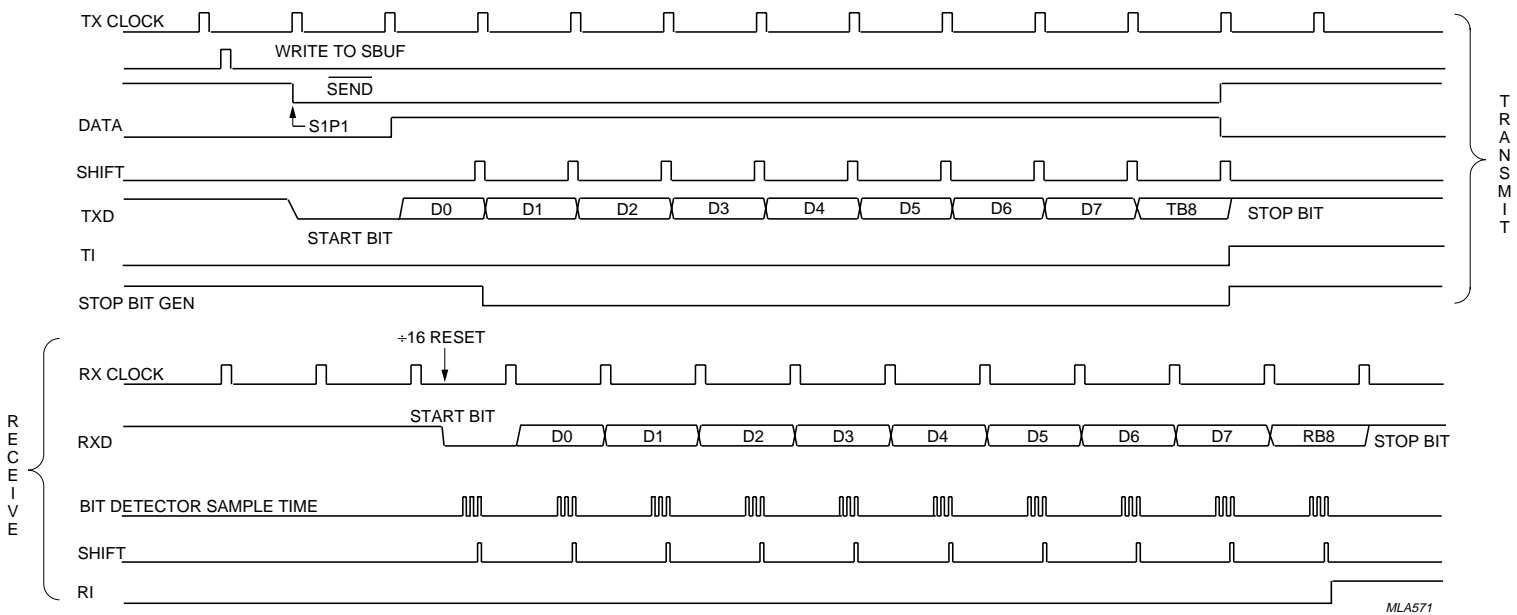 TX CLOCK
WRITE TO SBUF
SEND
S1P1
DATA
SHIFT
TXD
D0 D1 D2 D3 D4 D5 D6 D7 TB8 STOP BIT
START BIT
TI
STOP BIT GEN
TRANSMIT
÷16 RESET
RX CLOCK
START BIT
RXD
D0 D1 D2 D3 D4 D5 D6 D7 RB8 STOP BIT
BIT DETECTOR SAMPLE TIME
SHIFT
RI
RECEIVE
MLA571